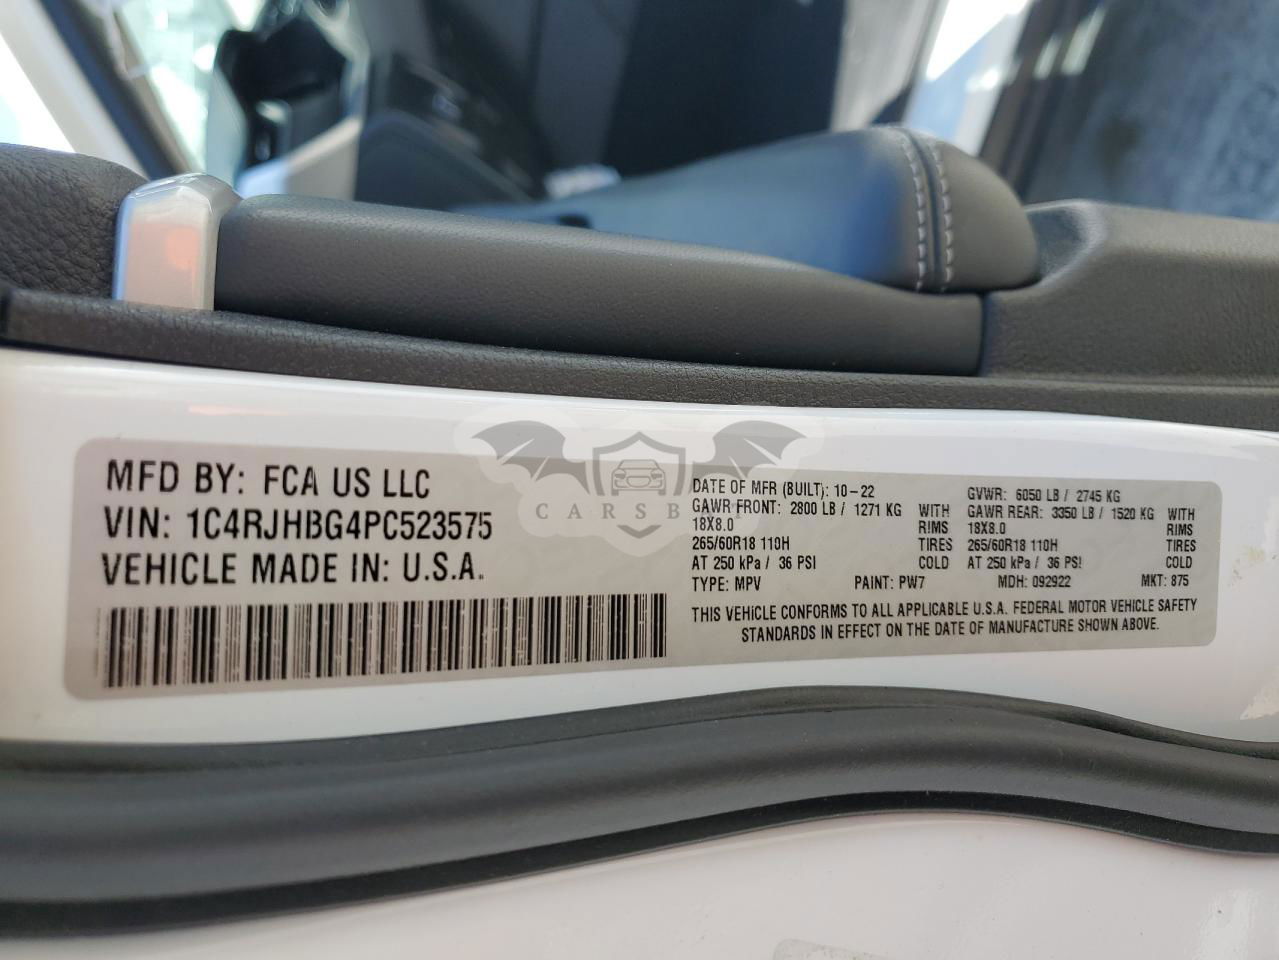 MFD BY: FCA US LLC
VIN: 1C4RJHBG4PC523575
VEHICLE MADE IN: U.S.A.
DATE OF MFR (BUILT): 10-22 GVWR: 6050 LB / 2745 KG
GAWR FRONT: 2800 LB / 1271 KG WITH GAWR REAR: 3350 LB / 1520 KG WITH
18X8.0 RIMS 18X8.0 RIMS
265/60R18 110H TIRES 265/60R18 110H TIRES
AT 250 kPa / 36 PSI COLD AT 250 kPa / 36 PSI COLD
TYPE: MPV PAINT: PW7 MDH: 092922 MKT: 875
THIS VEHICLE CONFORMS TO ALL APPLICABLE U.S.A. FEDERAL MOTOR VEHICLE SAFETY
STANDARDS IN EFFECT ON THE DATE OF MANUFACTURE SHOWN ABOVE.
CARSBAT